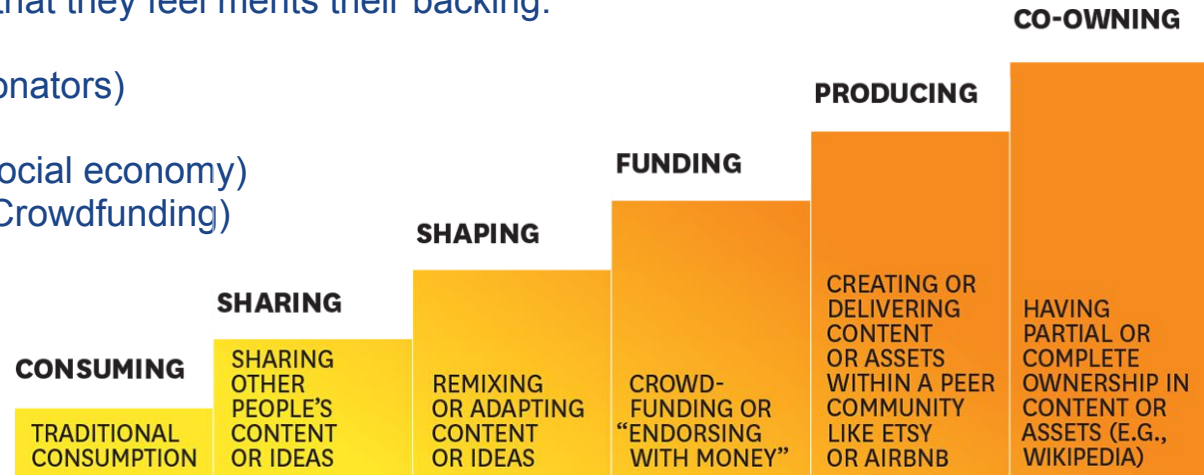 that they feel merits their backing.
onators)
ocial economy)
Crowdfunding)
CONSUMING
TRADITIONAL
CONSUMPTION
SHARING
SHARING
OTHER
PEOPLE'S
CONTENT
OR IDEAS
SHAPING
REMIXING
OR ADAPTING
CONTENT
OR IDEAS
FUNDING
CROWD-
FUNDING OR
“ENDORSING
WITH MONEY”
PRODUCING
CREATING OR
DELIVERING
CONTENT
OR ASSETS
WITHIN A PEER
COMMUNITY
LIKE ETSY
OR AIRBNB
CO-OWNING
HAVING
PARTIAL OR
COMPLETE
OWNERSHIP IN
CONTENT OR
ASSETS (E.G.,
WIKIPEDIA)